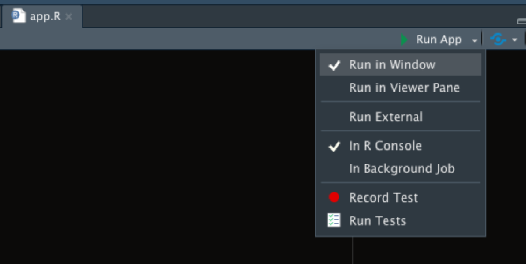 app.R
Run App
Run in Window
Run in Viewer Pane
Run External
In R Console
In Background Job
Record Test
Run Tests